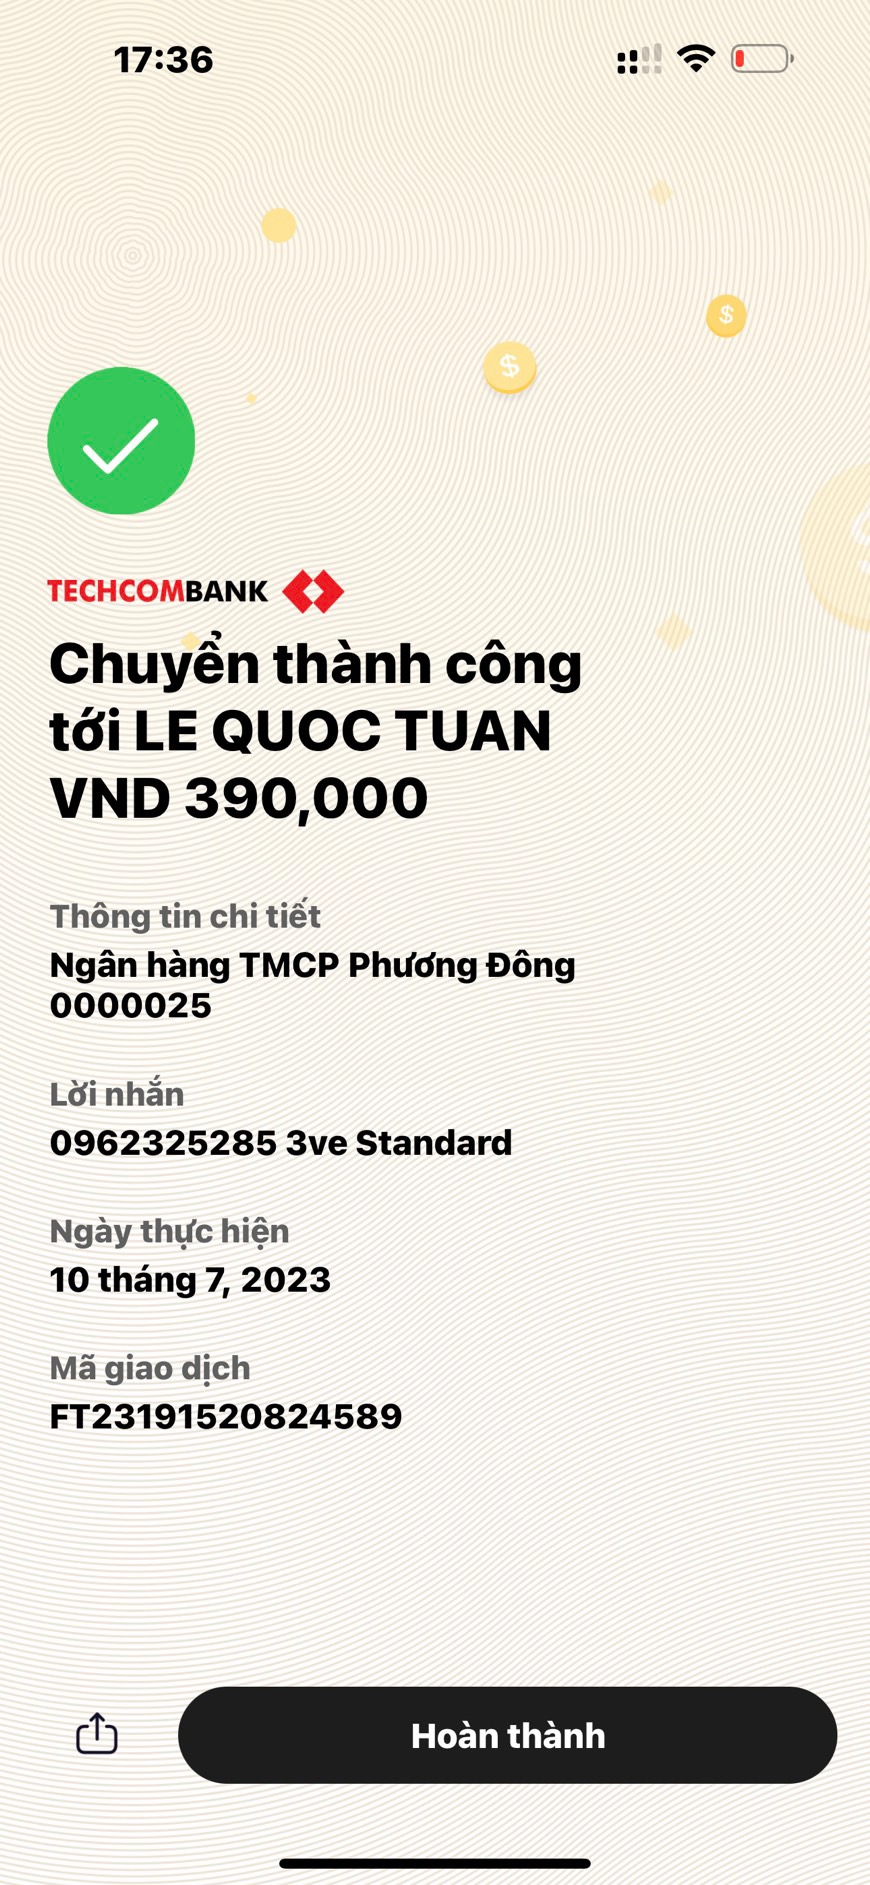 17:36
TECHCOMBANK
Chuyển thành công
tới LE QUOC TUAN
VND 390,000
Thông tin chi tiết
Ngân hàng TMCP Phương Đông
0000025
Lời nhắn
0962325285 3ve Standard
Ngày thực hiện
10 tháng 7, 2023
Mã giao dịch
FT23191520824589
Hoàn thành